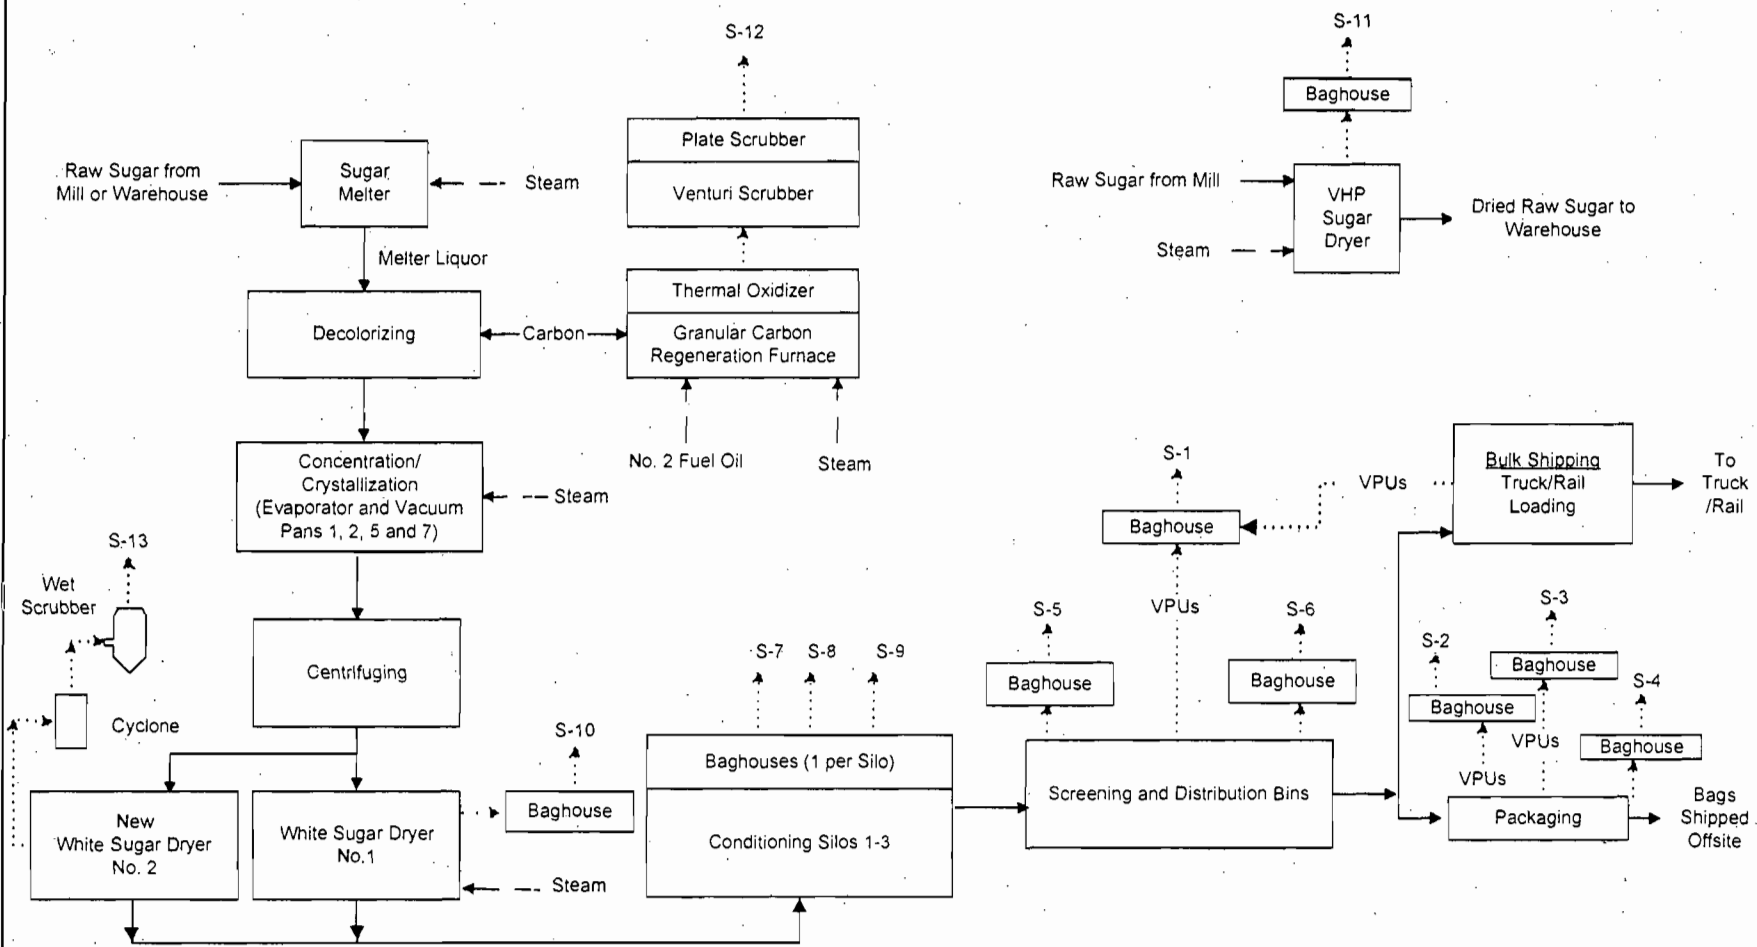 S-12
S-11
Baghouse
Plate Scrubber
Venturi Scrubber
Raw Sugar from
Mill or Warehouse
Sugar
Melter
Steam
Raw Sugar from Mill
Steam
VHP
Sugar
Dryer
Dried Raw Sugar to
Warehouse
Melter Liquor
Thermal Oxidizer
Granular Carbon
Regeneration Furnace
Decolorizing
Carbon
No. 2 Fuel Oil
Steam
Concentration/
Crystallization
(Evaporator and Vacuum
Pans 1, 2, 5 and 7)
Steam
S-1
Baghouse
VPUs
VPUs
Bulk Shipping
Truck/Rail
Loading
To
Truck
/Rail
S-13
Wet
Scrubber
Cyclone
Centrifuging
S-10
Baghouse
S-7
S-8
S-9
Baghouses (1 per Silo)
Conditioning Silos 1-3
S-5
Baghouse
S-6
Baghouse
Screening and Distribution Bins
S-2
Baghouse
VPUs
S-3
Baghouse
VPUs
S-4
Baghouse
Packaging
Bags
Shipped
Offsite
New
White Sugar Dryer
No. 2
White Sugar Dryer
No.1
Steam